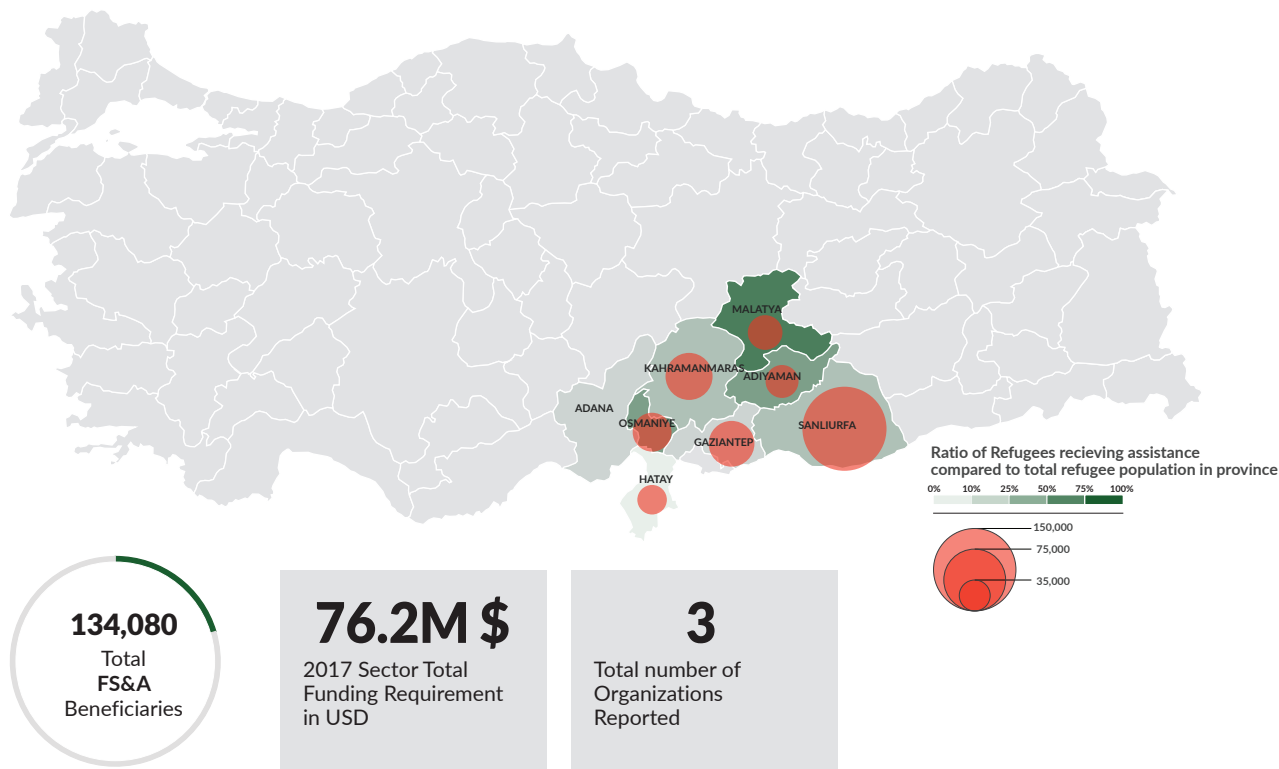 MALATYA
KAHRAMANMARAS
ADIYAMAN
ADANA
OSMANIYE
SANLIURFA
GAZIANTEP
HATAY
Ratio of Refugees recieving assistance
compared to total refugee population in province
0% 10% 25% 50% 75% 100%
150,000
75,000
35,000
134,080
Total
FS&A
Beneficiaries
76.2M $
2017 Sector Total
Funding Requirement
in USD
3
Total number of
Organizations
Reported